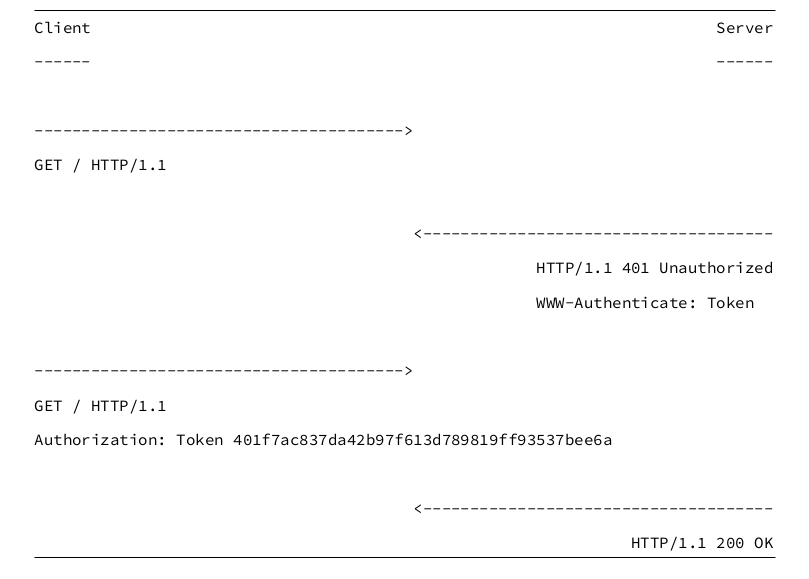 Client Server
------ ------
--------------------------------------->
GET / HTTP/1.1
<-------------------------------------
HTTP/1.1 401 Unauthorized
WWW-Authenticate: Token
--------------------------------------->
GET / HTTP/1.1
Authorization: Token 401f7ac837da42b97f613d789819ff93537bee6a
<-------------------------------------
HTTP/1.1 200 OK